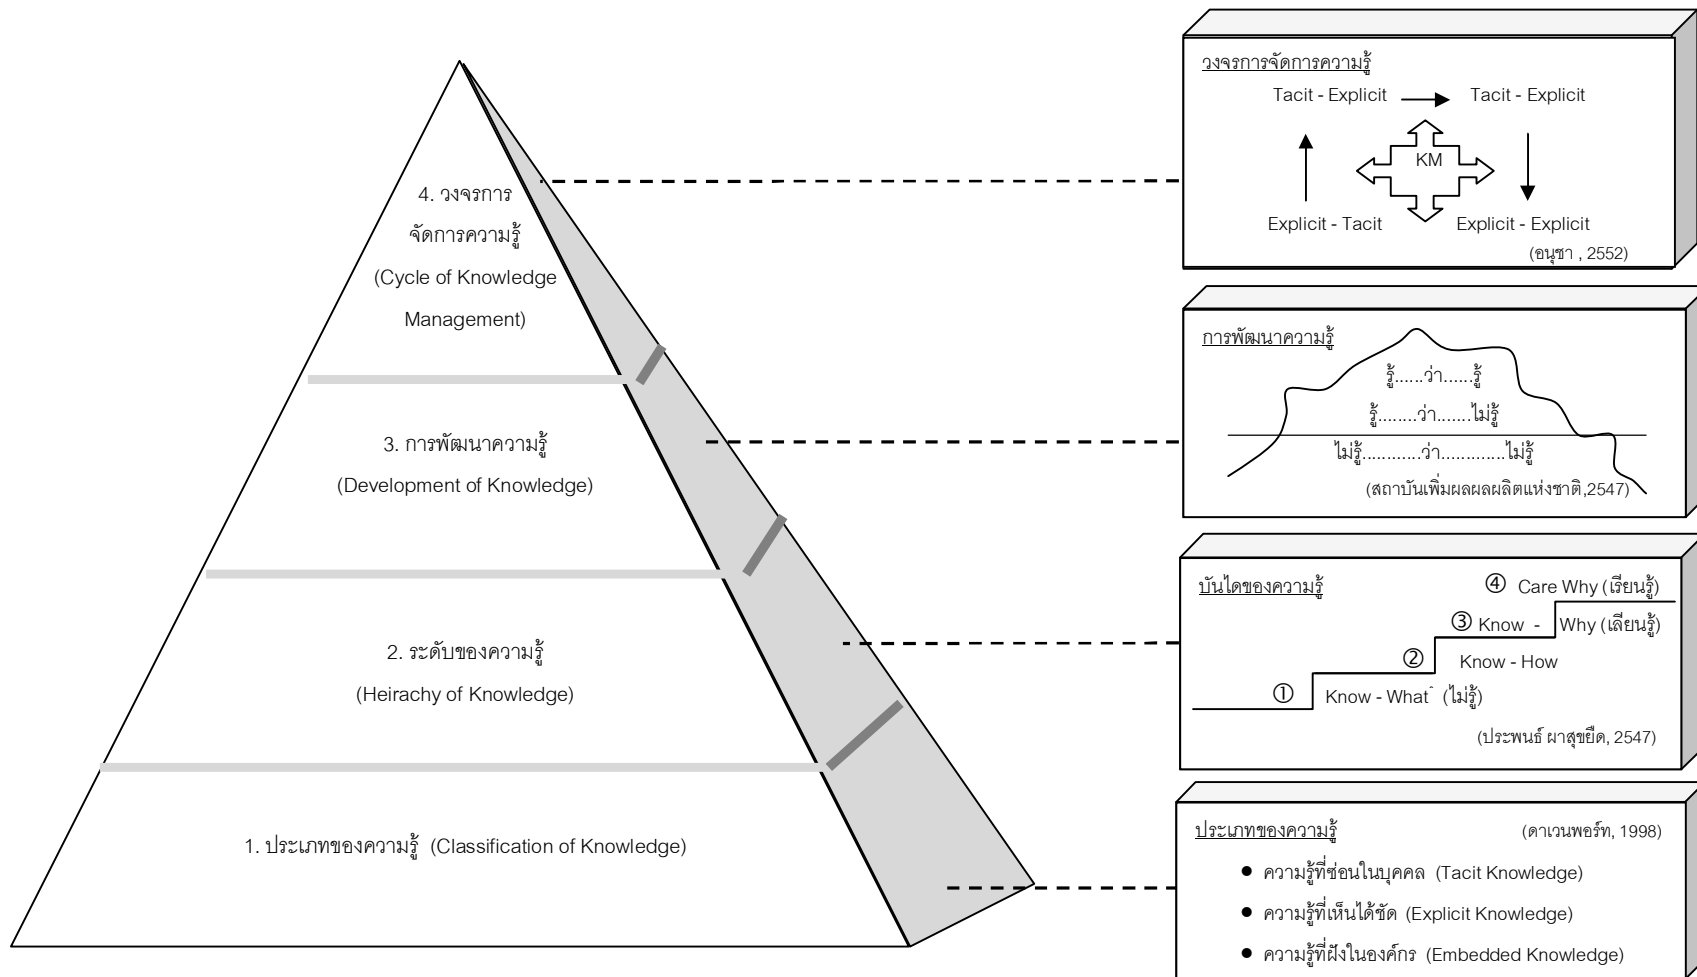 4. วงจรการ
จัดการความรู้
(Cycle of Knowledge
Management)
3. การพัฒนาความรู้
(Development of Knowledge)
2. ระดับของความรู้
(Heirachy of Knowledge)
1. ประเภทของความรู้ (Classification of Knowledge)
วงจรการจัดการความรู้
Tacit - Explicit Tacit - Explicit
KM
Explicit - Tacit Explicit - Explicit
(อนุชา , 2552)
การพัฒนาความรู้
รู้......ว่า......รู้
รู้........ว่า.......ไม่รู้
ไม่รู้............ว่า.............ไม่รู้
(สถาบันเพิ่มผลผลผลิตแห่งชาติ,2547)
บันไดของความรู้
④ Care Why (เรียนรู้)
③ Know - Why (เลียนรู้)
② Know - How
① Know - What (ไม่รู้)
(ประพนธ์ ผาสุขยืด, 2547)
ประเภทของความรู้ (ดาเวนพอร์ท, 1998)
● ความรู้ที่ซ่อนในบุคคล (Tacit Knowledge)
● ความรู้ที่เห็นได้ชัด (Explicit Knowledge)
● ความรู้ที่ฝังในองค์กร (Embedded Knowledge)